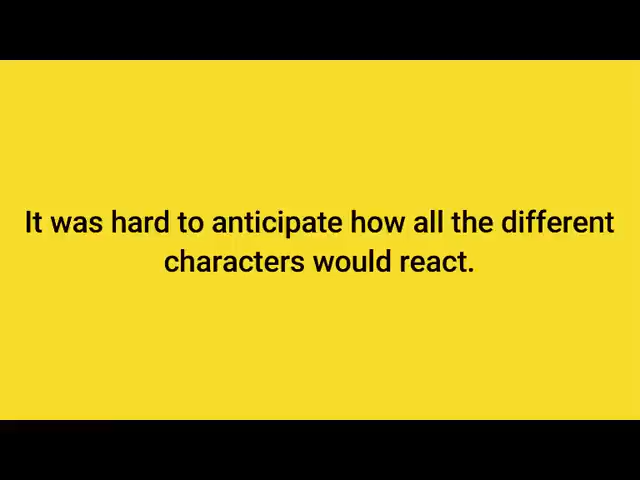 It was hard to anticipate how all the different
characters would react.